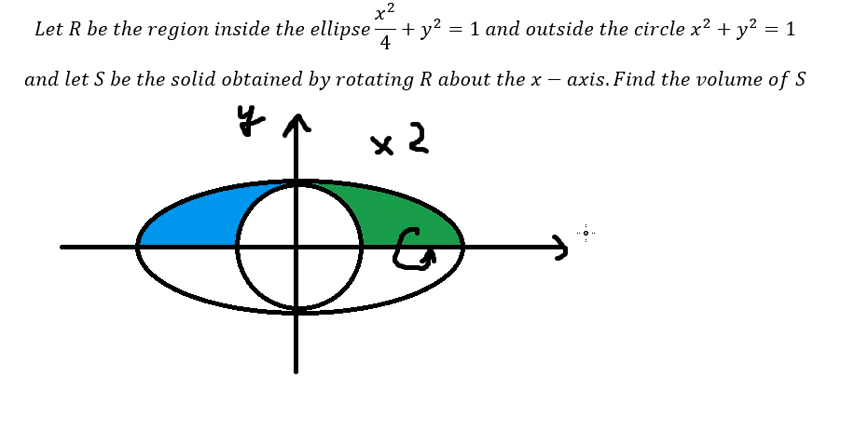 Let R be the region inside the ellipse x²/4 + y² = 1 and outside the circle x² + y² = 1
and let S be the solid obtained by rotating R about the x − axis. Find the volume of S
y
x 2